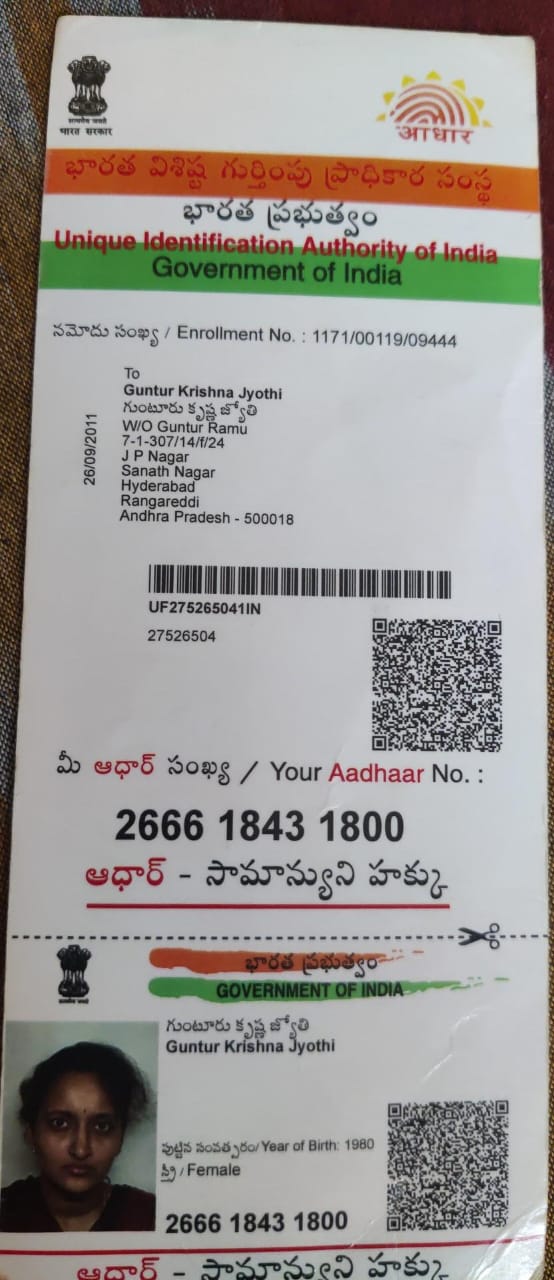 सत्यमेव जयते
भारत सरकार
आधार
భారత విశిష్ట గుర్తింపు ప్రాధికార సంస్థ
భారత ప్రభుత్వం
Unique Identification Authority of India
Government of India
నమోదు సంఖ్య / Enrollment No. : 1171/00119/09444
26/09/2011
To
Guntur Krishna Jyothi
గుంటూరు కృష్ణ జ్యోతి
W/O Guntur Ramu
7-1-307/14/f/24
J P Nagar
Sanath Nagar
Hyderabad
Rangareddi
Andhra Pradesh - 500018
UF275265041IN
27526504
మీ ఆధార్ సంఖ్య / Your Aadhaar No. :
2666 1843 1800
ఆధార్ - సామాన్యుని హక్కు
భారత ప్రభుత్వం
GOVERNMENT OF INDIA
గుంటూరు కృష్ణ జ్యోతి
Guntur Krishna Jyothi
పుట్టిన సంవత్సరం/Year of Birth: 1980
స్త్రీ / Female
2666 1843 1800
ఆధార్ - సామాన్యుని హక్కు